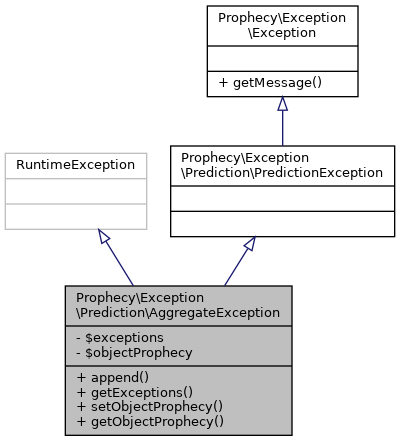 Prophecy\Exception
\Exception
+ getMessage()
RuntimeException
Prophecy\Exception
\Prediction\PredictionException
Prophecy\Exception
\Prediction\AggregateException
- $exceptions
- $objectProphecy
+ append()
+ getExceptions()
+ setObjectProphecy()
+ getObjectProphecy()